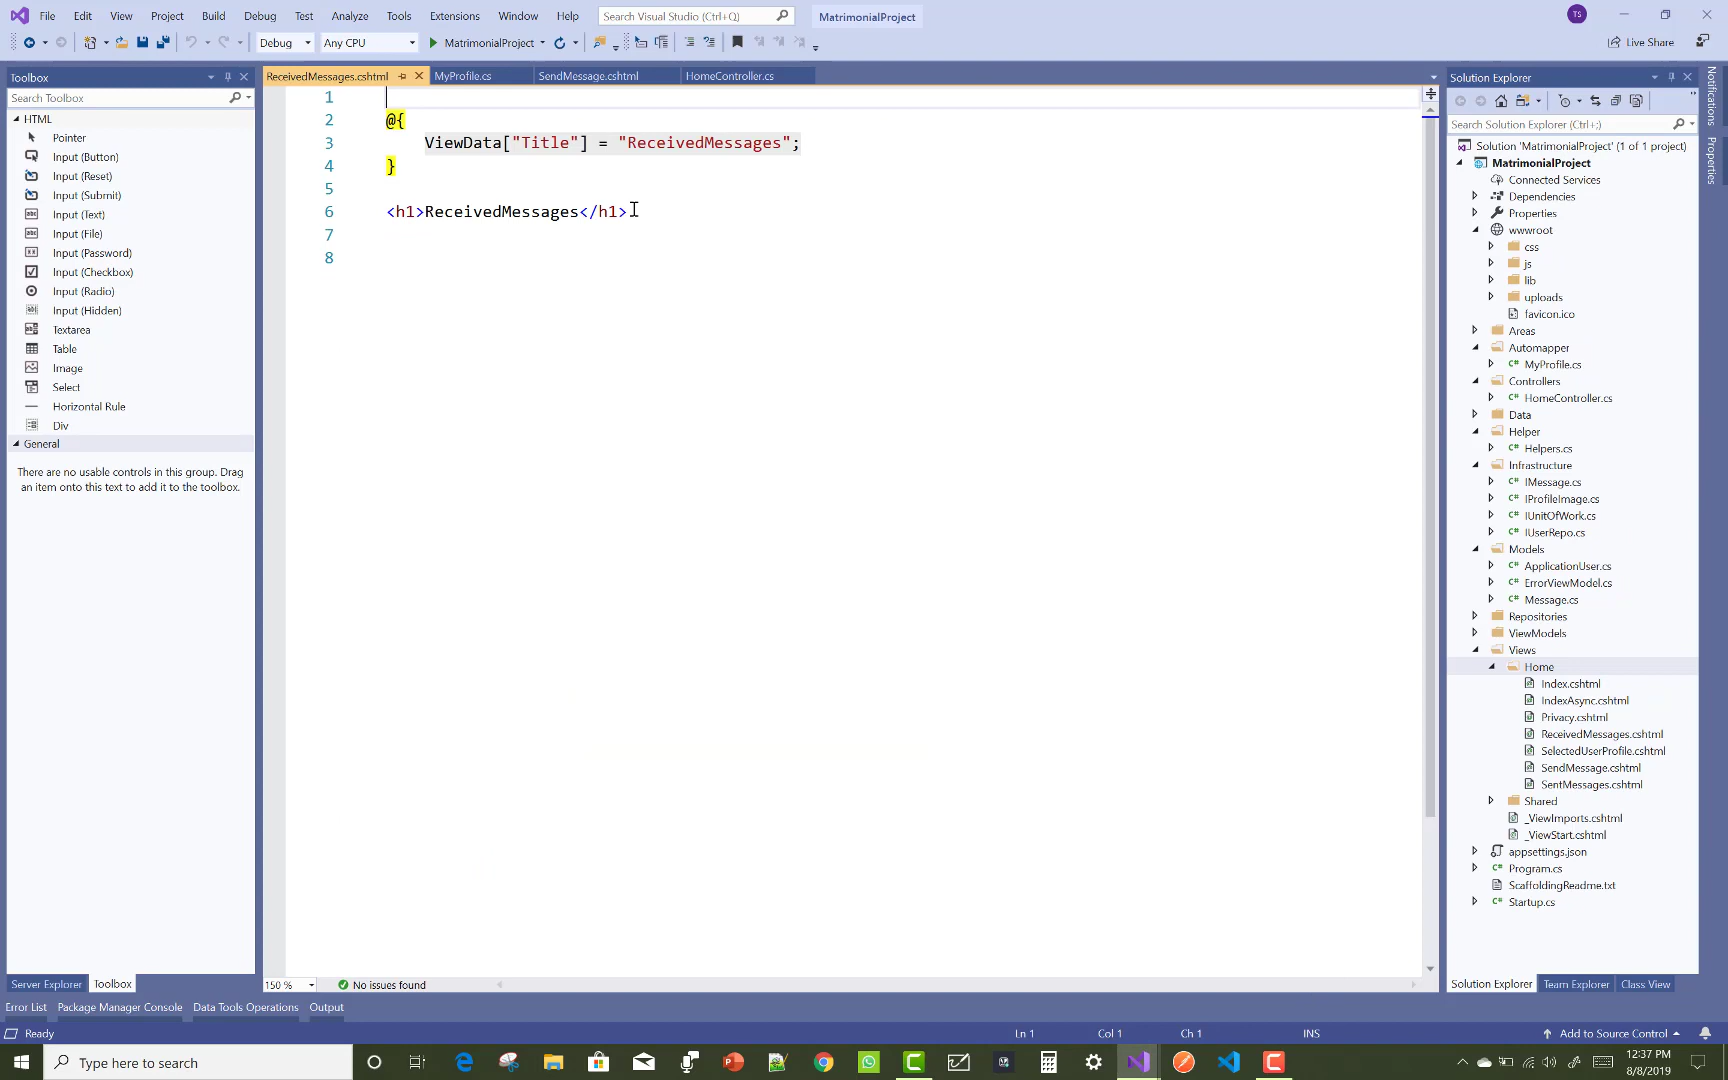 File Edit View Project Build Debug Test Analyze Tools Extensions Window Help Search Visual Studio (Ctrl+Q) MatrimonialProject TS
Debug Any CPU MatrimonialProject Live Share
Toolbox
Search Toolbox
HTML
Pointer
Input (Button)
Input (Reset)
Input (Submit)
Input (Text)
Input (File)
Input (Password)
Input (Checkbox)
Input (Radio)
Input (Hidden)
Textarea
Table
Image
Select
Horizontal Rule
Div
General
There are no usable controls in this group. Drag
an item onto this text to add it to the toolbox.
Server Explorer Toolbox
ReceivedMessages.cshtml MyProfile.cs SendMessage.cshtml HomeController.cs
1
2 @{
3 ViewData["Title"] = "ReceivedMessages";
4 }
5
6 <h1>ReceivedMessages</h1>
7
8
150 % No issues found
Solution Explorer
Search Solution Explorer (Ctrl+;)
Solution 'MatrimonialProject' (1 of 1 project)
MatrimonialProject
Connected Services
Dependencies
Properties
wwwroot
css
js
lib
uploads
favicon.ico
Areas
Automapper
C# MyProfile.cs
Controllers
C# HomeController.cs
Data
Helper
C# Helpers.cs
Infrastructure
C# IMessage.cs
C# IProfileImage.cs
C# IUnitOfWork.cs
C# IUserRepo.cs
Models
C# ApplicationUser.cs
C# ErrorViewModel.cs
C# Message.cs
Repositories
ViewModels
Views
Home
Index.cshtml
IndexAsync.cshtml
Privacy.cshtml
ReceivedMessages.cshtml
SelectedUserProfile.cshtml
SendMessage.cshtml
SentMessages.cshtml
Shared
_ViewImports.cshtml
_ViewStart.cshtml
appsettings.json
C# Program.cs
ScaffoldingReadme.txt
C# Startup.cs
Solution Explorer Team Explorer Class View
Notifications
Properties
Error List Package Manager Console Data Tools Operations Output
Ready Ln 1 Col 1 Ch 1 INS Add to Source Control
Type here to search
12:37 PM
8/8/2019